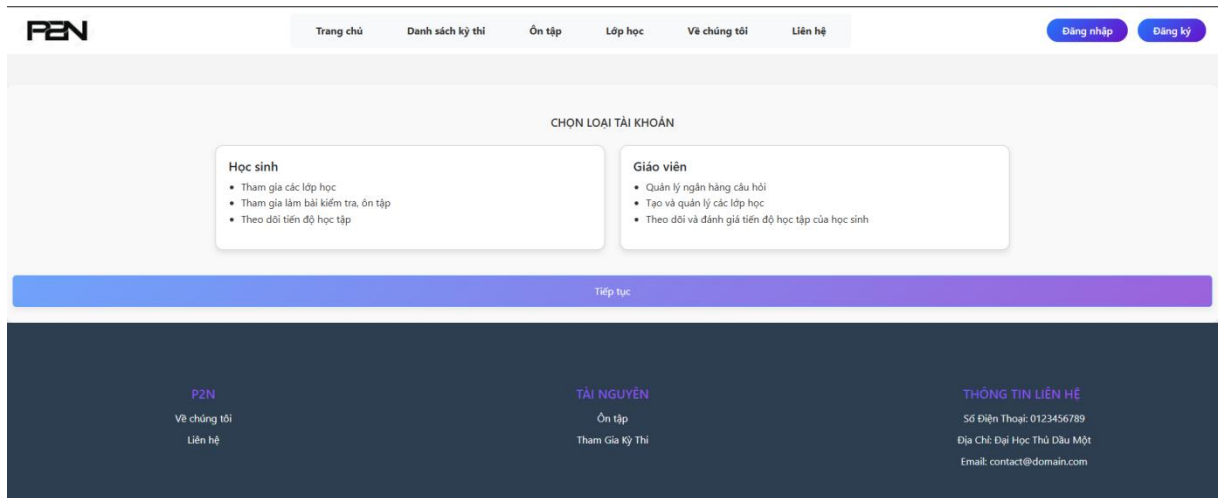 P2N
Trang chủ Danh sách kỳ thi Ôn tập Lớp học Về chúng tôi Liên hệ Đăng nhập Đăng ký
CHỌN LOẠI TÀI KHOẢN
Học sinh
Tham gia các lớp học
Tham gia làm bài kiểm tra, ôn tập
Theo dõi tiến độ học tập
Giáo viên
Quản lý ngân hàng câu hỏi
Tạo và quản lý các lớp học
Theo dõi và đánh giá tiến độ học tập của học sinh
Tiếp tục
P2N
Về chúng tôi
Liên hệ
TÀI NGUYÊN
Ôn tập
Tham Gia Kỳ Thi
THÔNG TIN LIÊN HỆ
Số Điện Thoại: 0123456789
Địa Chỉ: Đại Học Thủ Dầu Một
Email: contact@domain.com